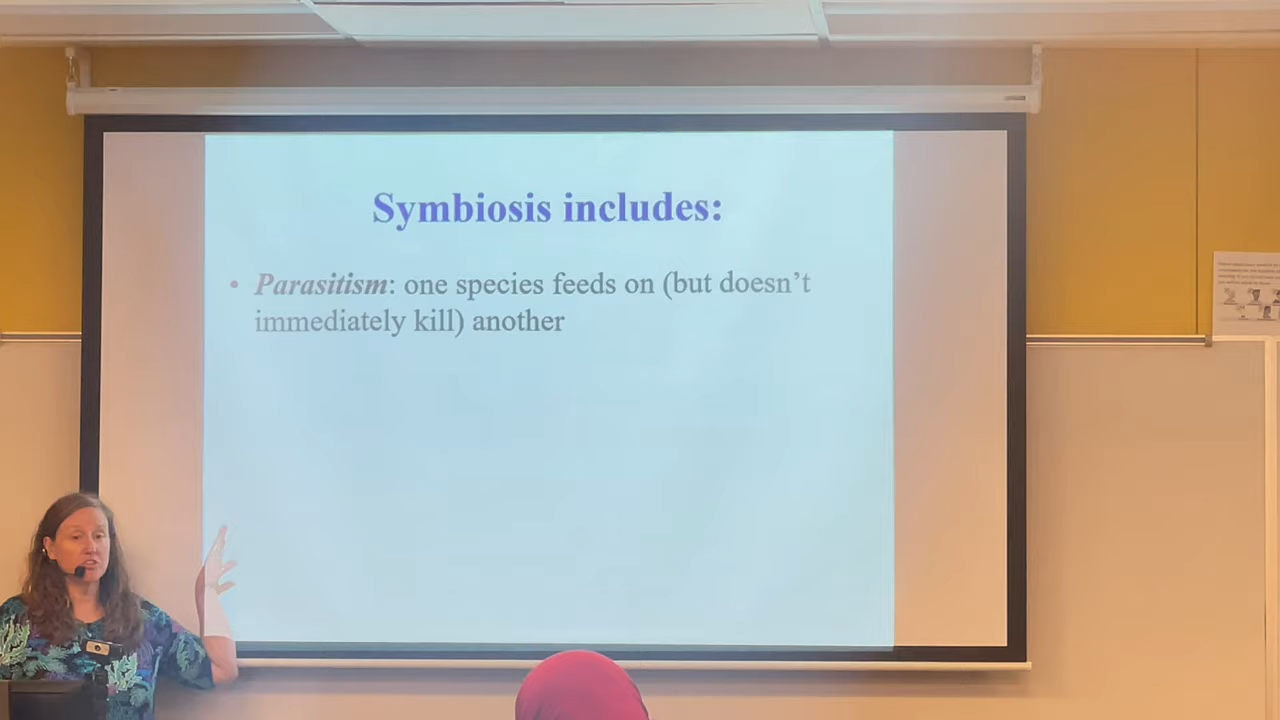 Symbiosis includes:
• Parasitism: one species feeds on (but doesn’t
immediately kill) another